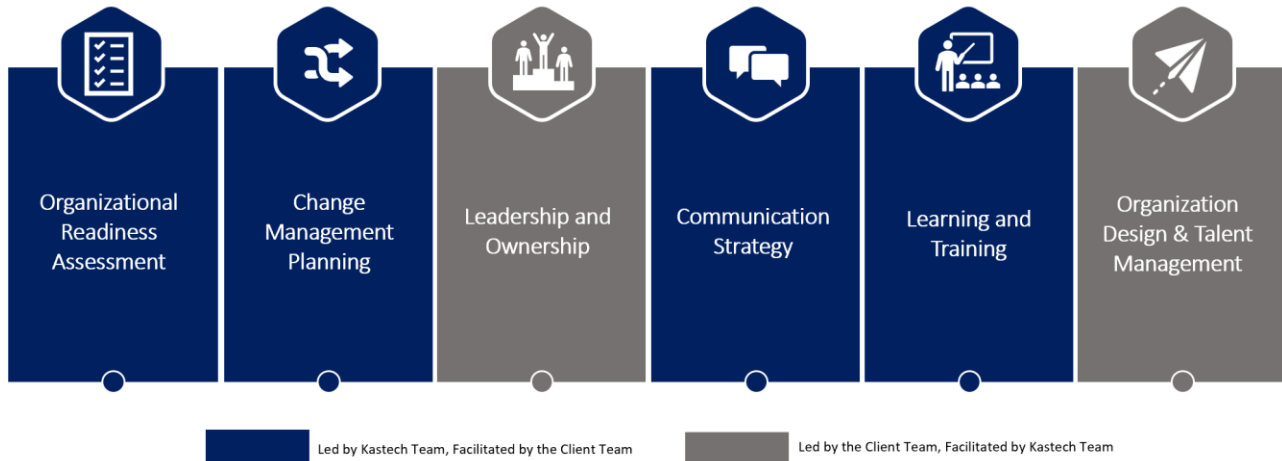 Organizational
Readiness
Assessment
Change
Management
Planning
Leadership and
Ownership
Communication
Strategy
Learning and
Training
Organization
Design & Talent
Management
Led by Kastech Team, Facilitated by the Client Team
Led by the Client Team, Facilitated by Kastech Team